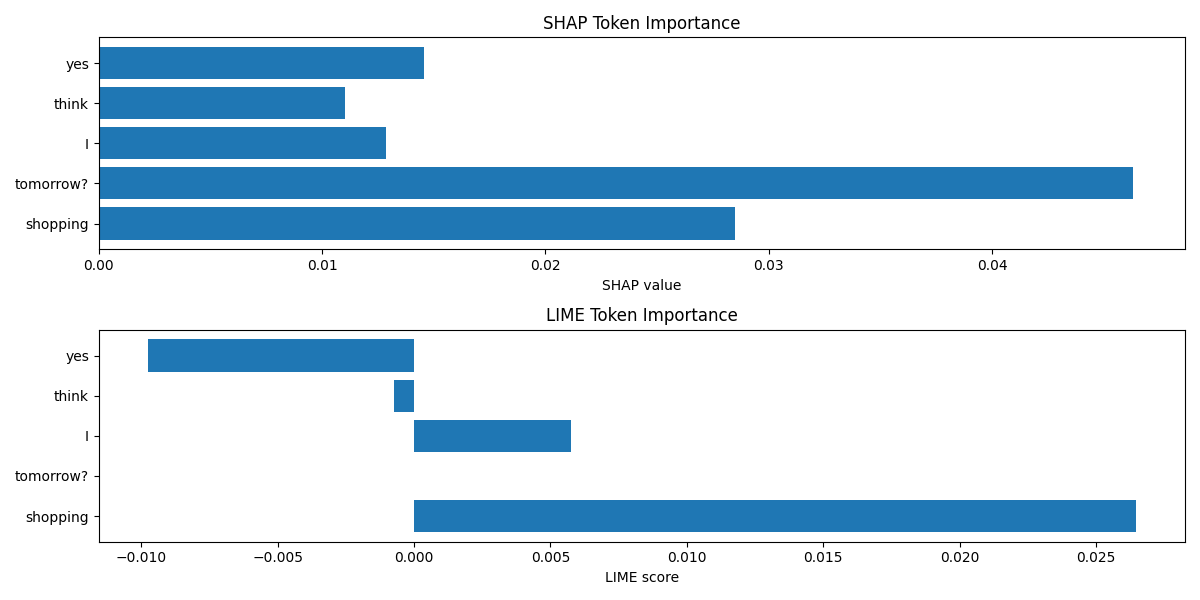 SHAP Token Importance
yes
think
I
tomorrow?
shopping
0.00 0.01 0.02 0.03 0.04
SHAP value
LIME Token Importance
yes
think
I
tomorrow?
shopping
−0.010 −0.005 0.000 0.005 0.010 0.015 0.020 0.025
LIME score